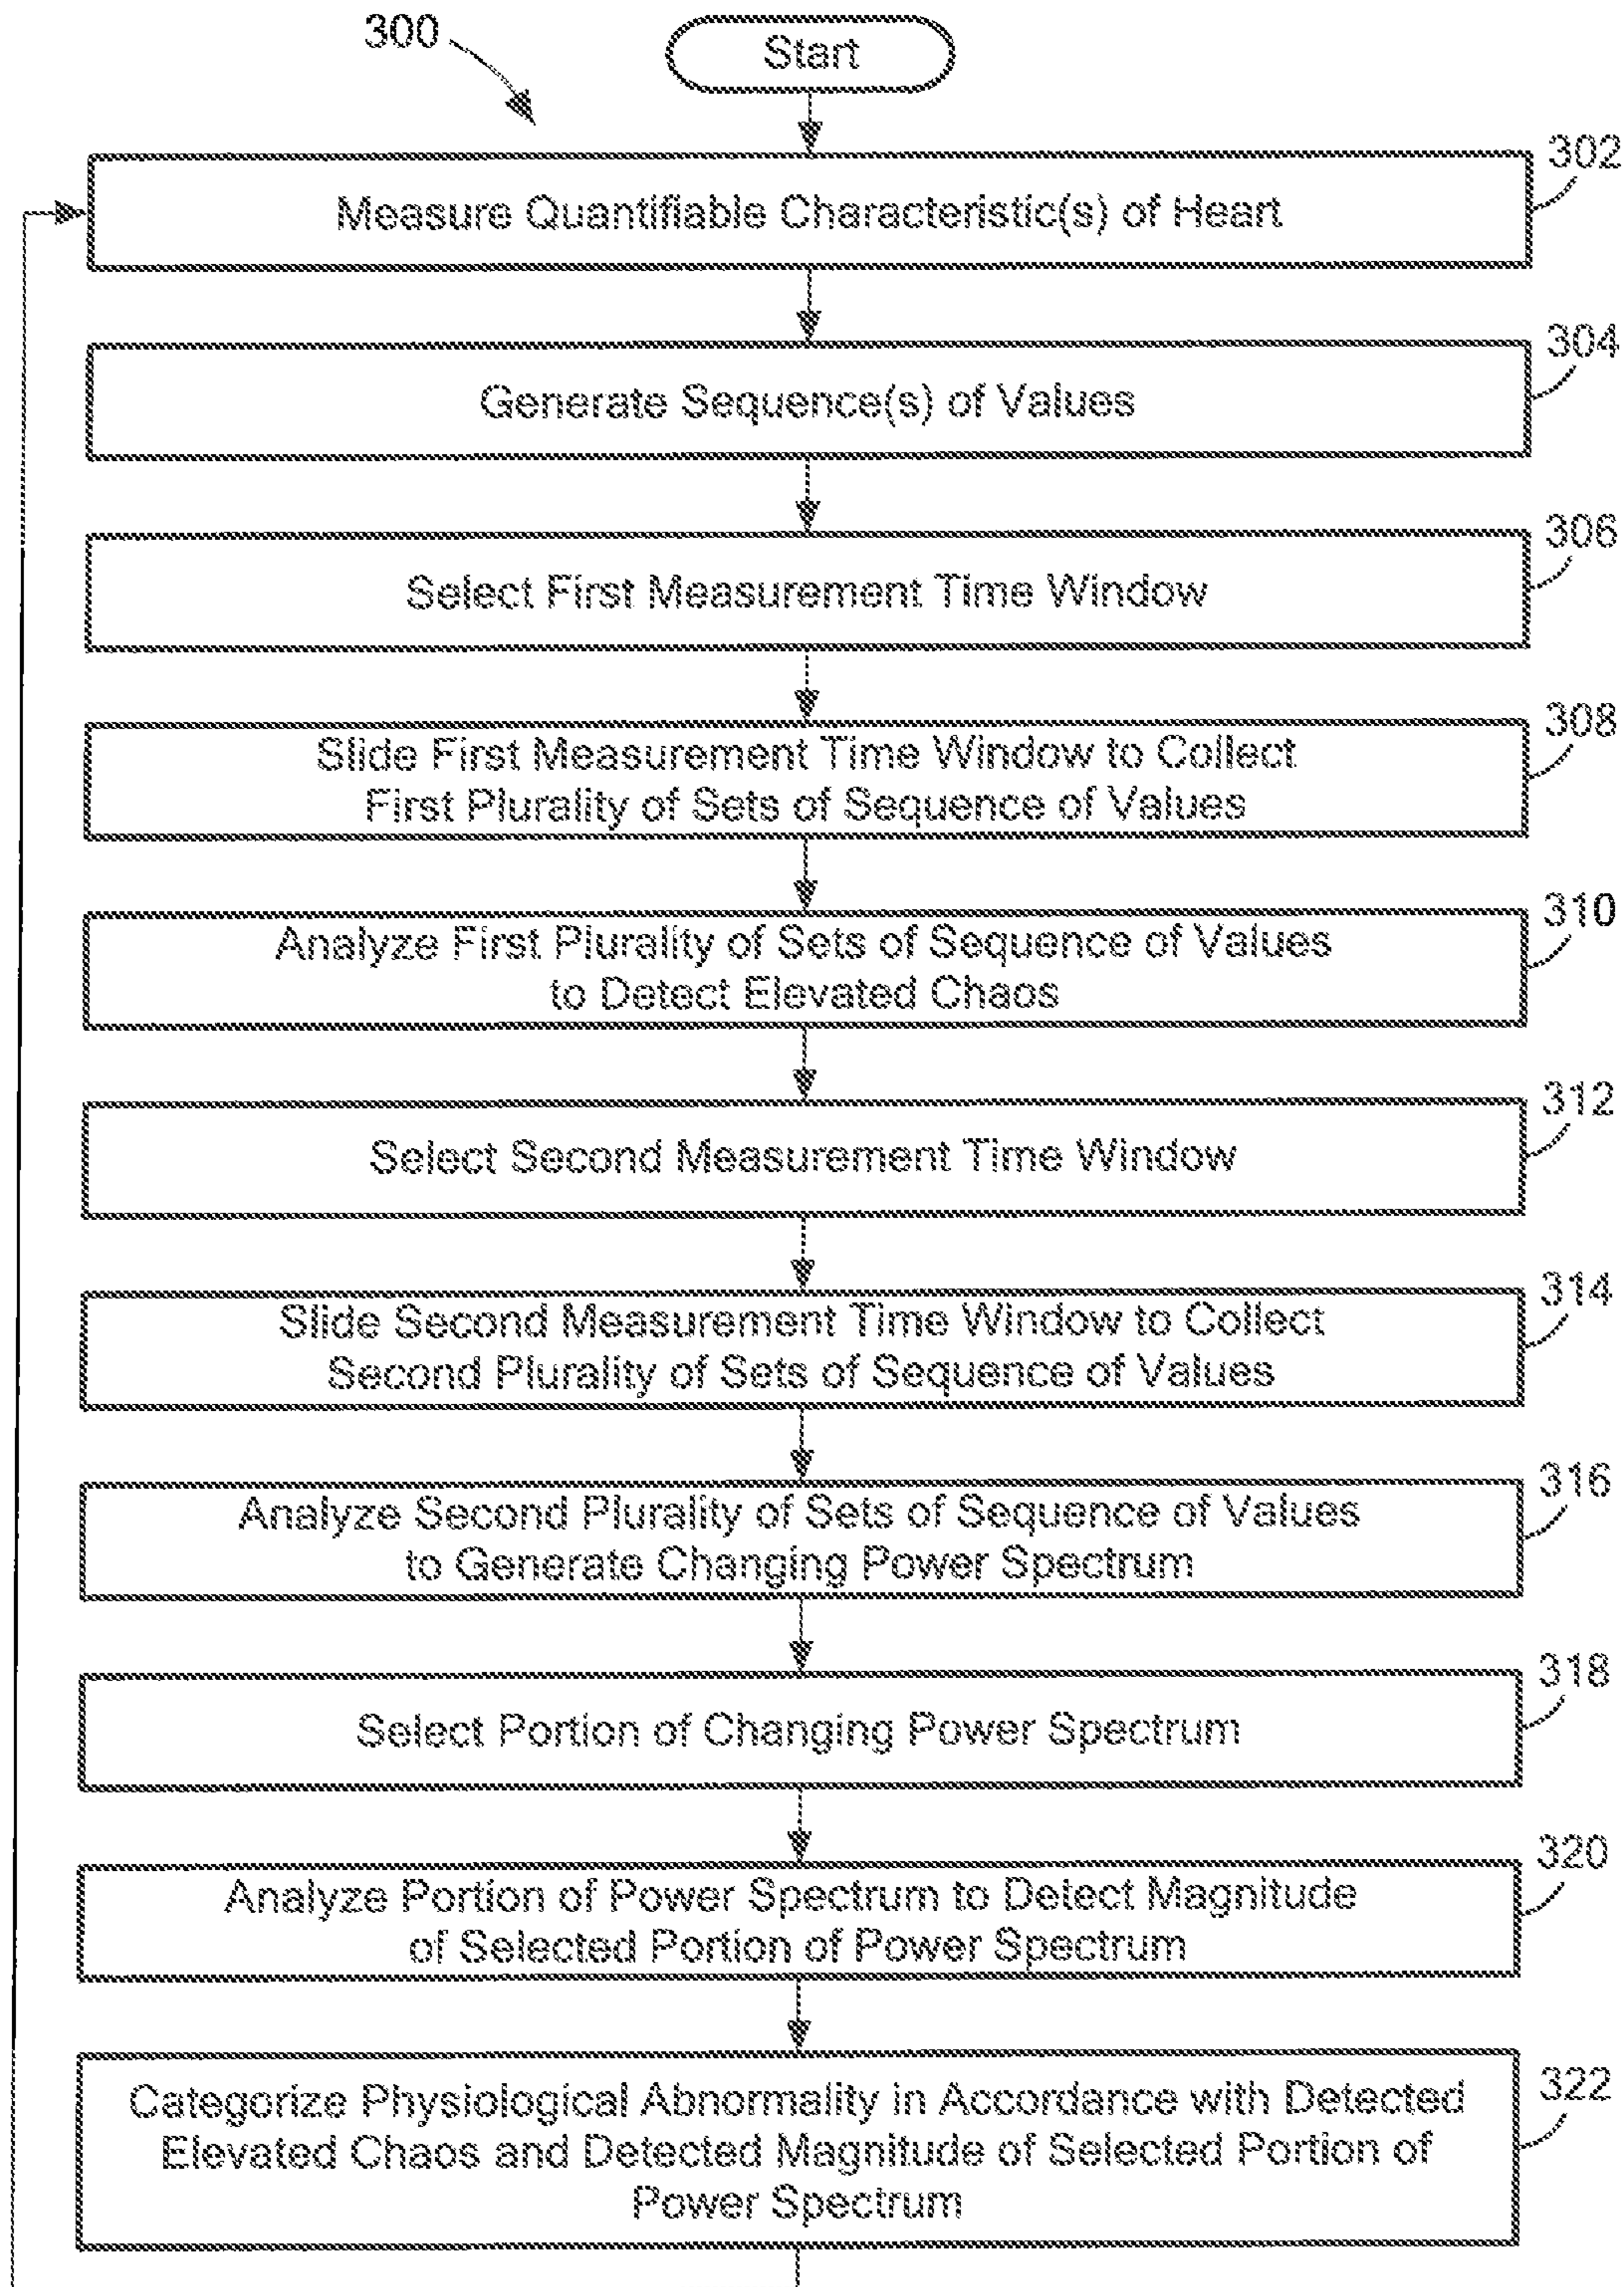 300
Start
302
Measure Quantifiable Characteristic(s) of Heart
304
Generate Sequence(s) of Values
306
Select First Measurement Time Window
308
Slide First Measurement Time Window to Collect
First Plurality of Sets of Sequence of Values
310
Analyze First Plurality of Sets of Sequence of Values
to Detect Elevated Chaos
312
Select Second Measurement Time Window
314
Slide Second Measurement Time Window to Collect
Second Plurality of Sets of Sequence of Values
316
Analyze Second Plurality of Sets of Sequence of Values
to Generate Changing Power Spectrum
318
Select Portion of Changing Power Spectrum
320
Analyze Portion of Power Spectrum to Detect Magnitude
of Selected Portion of Power Spectrum
322
Categorize Physiological Abnormality in Accordance with Detected
Elevated Chaos and Detected Magnitude of Selected Portion of
Power Spectrum